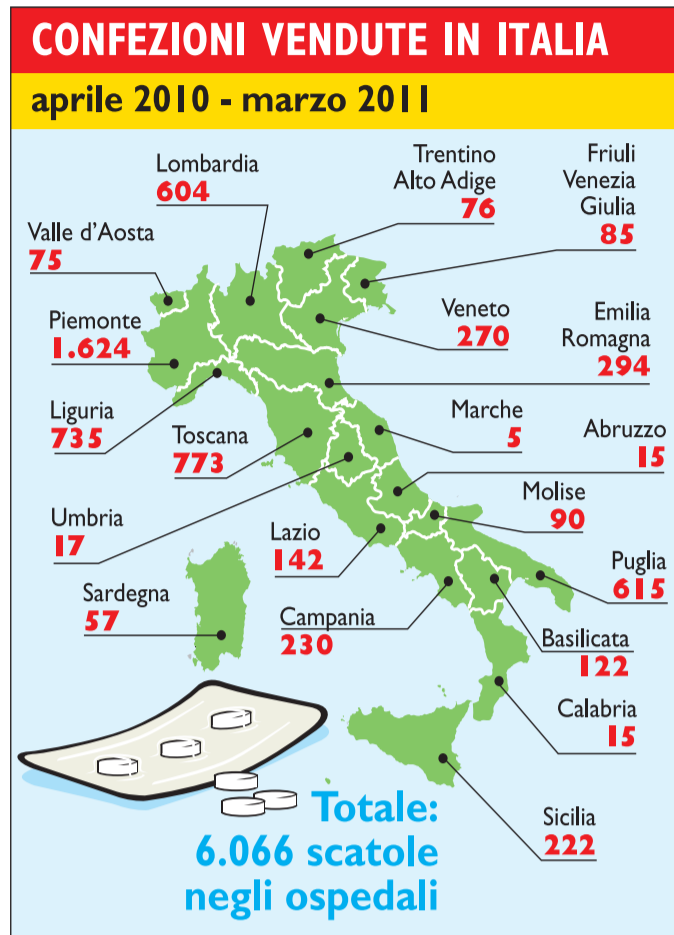 CONFEZIONI VENDUTE IN ITALIA
aprile 2010 - marzo 2011
Lombardia
604
Trentino
Alto Adige
76
Friuli
Venezia
Giulia
85
Valle d'Aosta
75
Piemonte
1.624
Veneto
270
Emilia
Romagna
294
Liguria
735
Toscana
773
Marche
5
Abruzzo
15
Umbria
17
Lazio
142
Molise
90
Puglia
615
Sardegna
57
Campania
230
Basilicata
122
Calabria
15
Sicilia
222
Totale:
6.066 scatole
negli ospedali